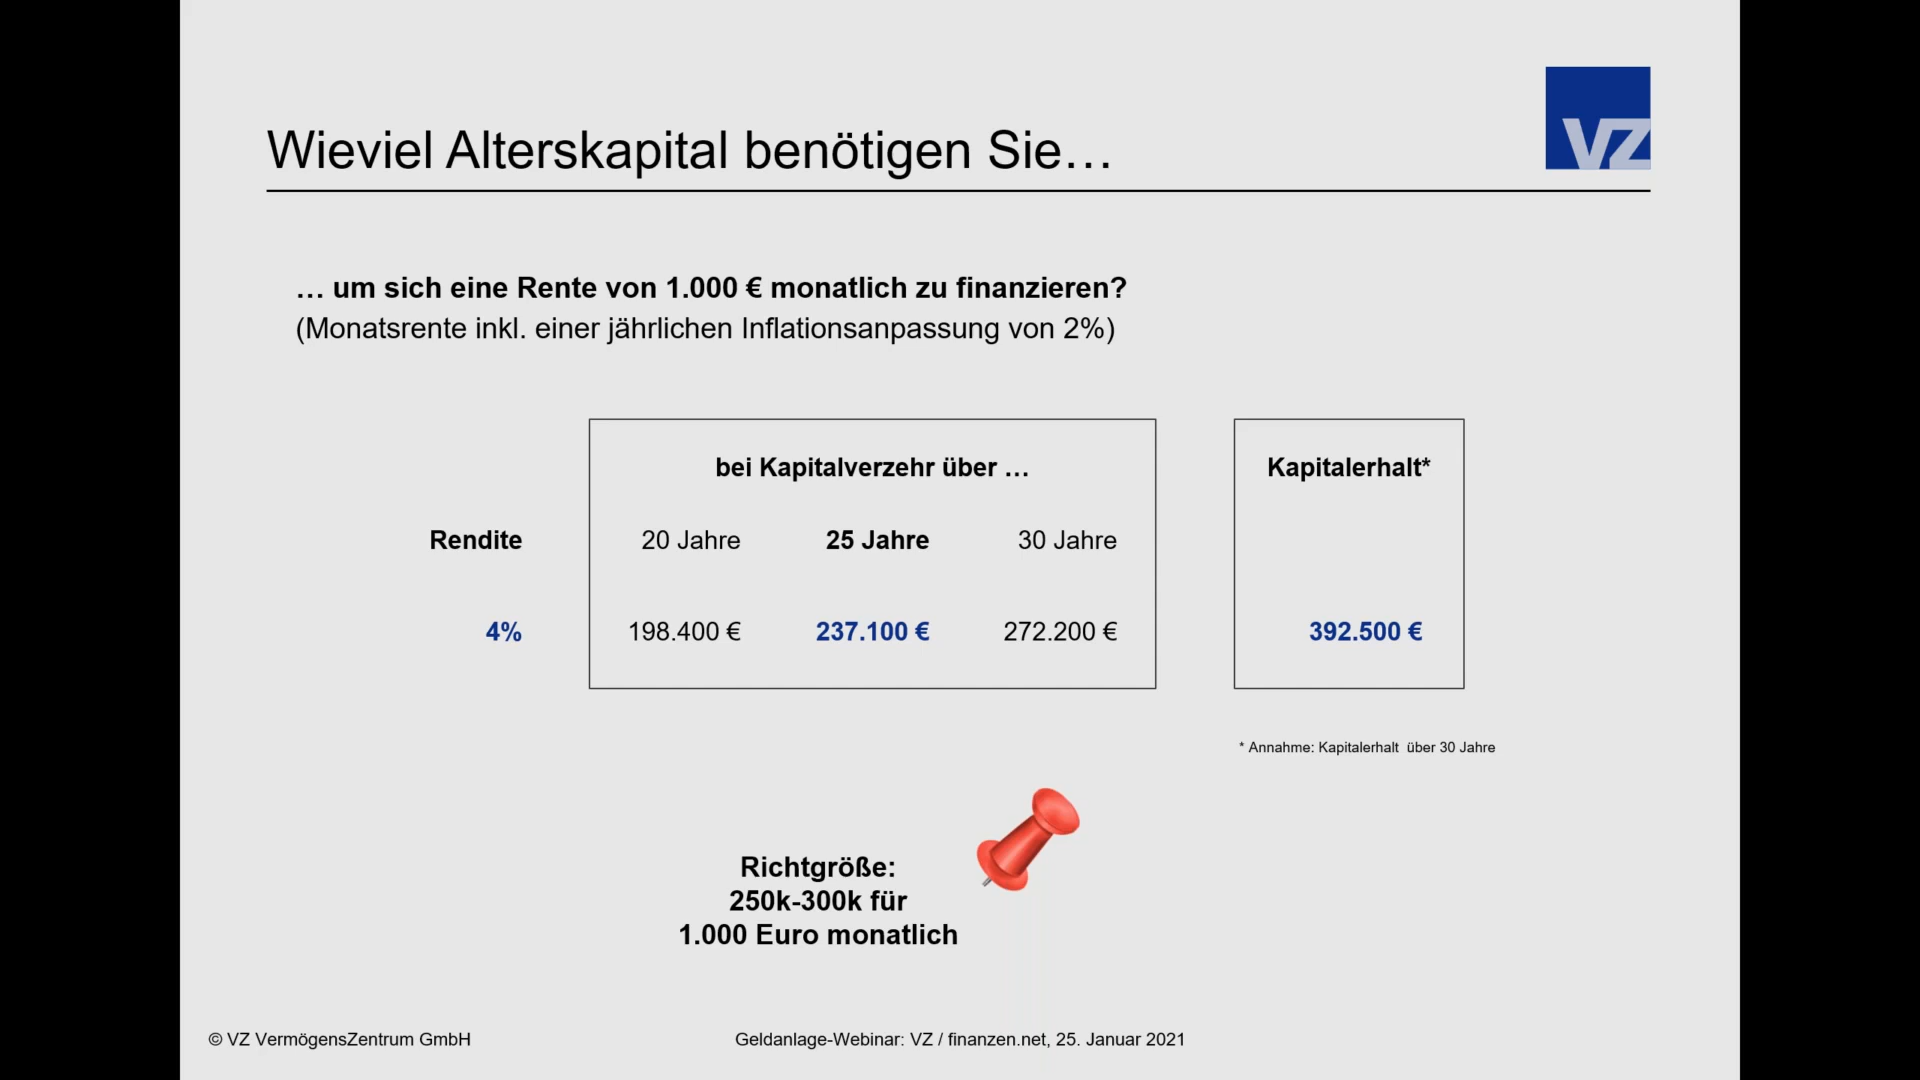 VZ
Wieviel Alterskapital benötigen Sie…
… um sich eine Rente von 1.000 € monatlich zu finanzieren?
(Monatsrente inkl. einer jährlichen Inflationsanpassung von 2%)
bei Kapitalverzehr über …
Kapitalerhalt*
Rendite 20 Jahre 25 Jahre 30 Jahre
4% 198.400 € 237.100 € 272.200 € 392.500 €
* Annahme: Kapitalerhalt über 30 Jahre
Richtgröße:
250k-300k für
1.000 Euro monatlich
© VZ VermögensZentrum GmbH
Geldanlage-Webinar: VZ / finanzen.net, 25. Januar 2021